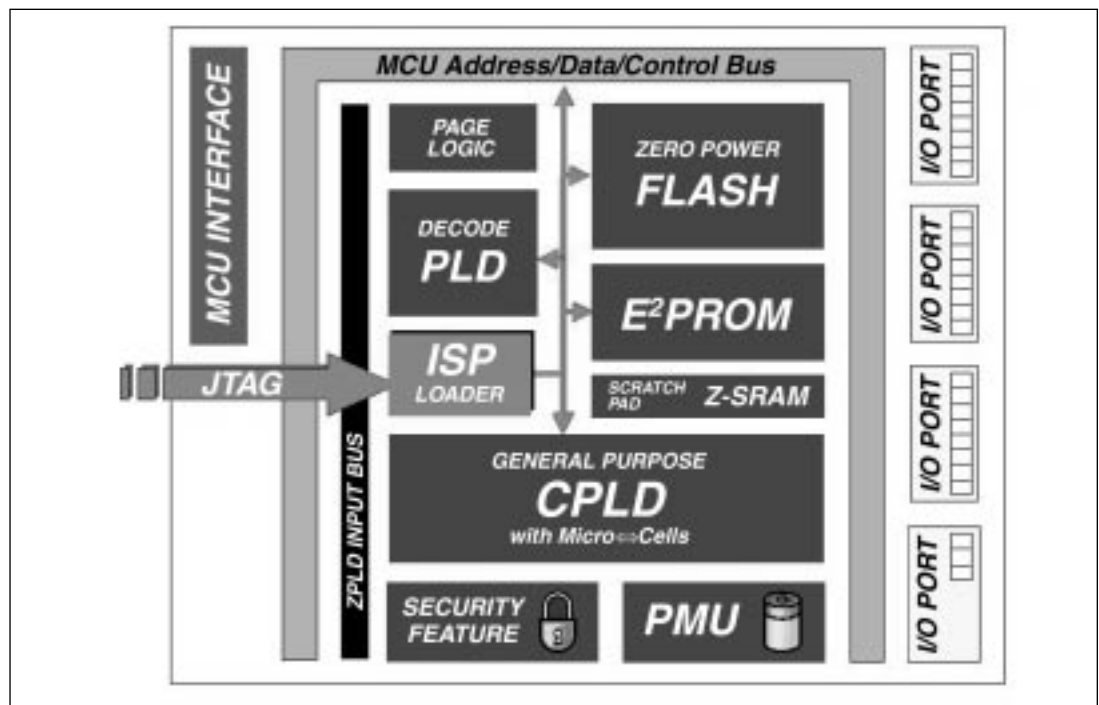 MCU INTERFACE
MCU Address/Data/Control Bus
PAGE
LOGIC
ZERO POWER
FLASH
DECODE
PLD
E²PROM
ISP
LOADER
JTAG
SCRATCH
PAD
Z-SRAM
ZPLD INPUT BUS
GENERAL PURPOSE
CPLD
with Micro⇔Cells
SECURITY
FEATURE
PMU
I/O PORT
I/O PORT
I/O PORT
I/O PORT